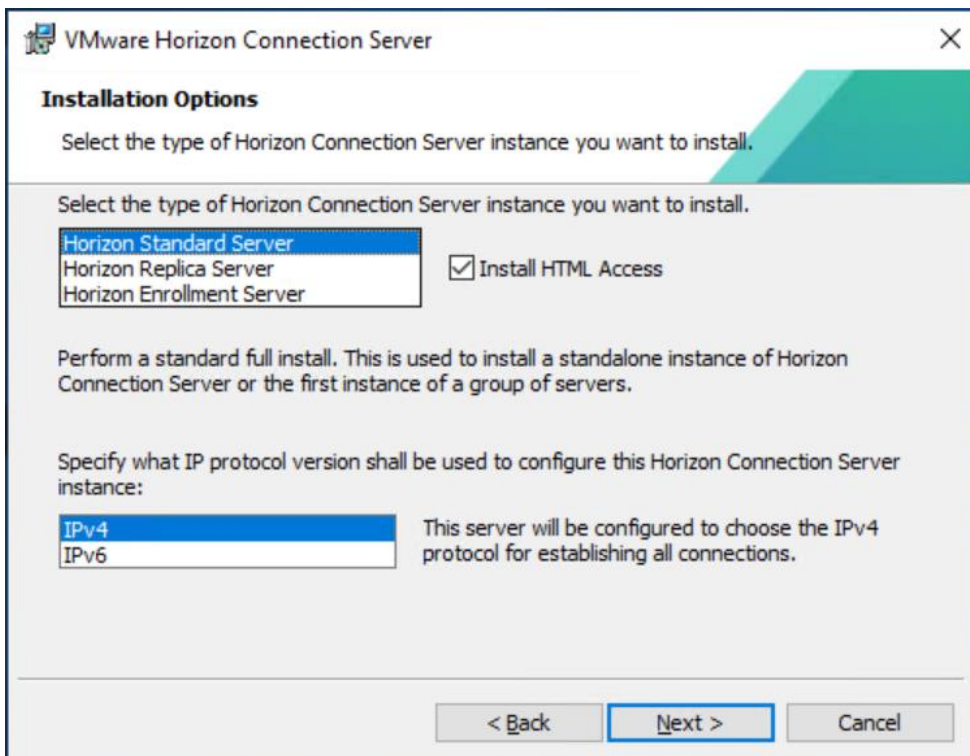 VMware Horizon Connection Server
Installation Options
Select the type of Horizon Connection Server instance you want to install.
Select the type of Horizon Connection Server instance you want to install.
Horizon Standard Server
Horizon Replica Server
Horizon Enrollment Server
Install HTML Access
Perform a standard full install. This is used to install a standalone instance of Horizon
Connection Server or the first instance of a group of servers.
Specify what IP protocol version shall be used to configure this Horizon Connection Server
instance:
IPv4
IPv6
This server will be configured to choose the IPv4
protocol for establishing all connections.
< Back
Next >
Cancel